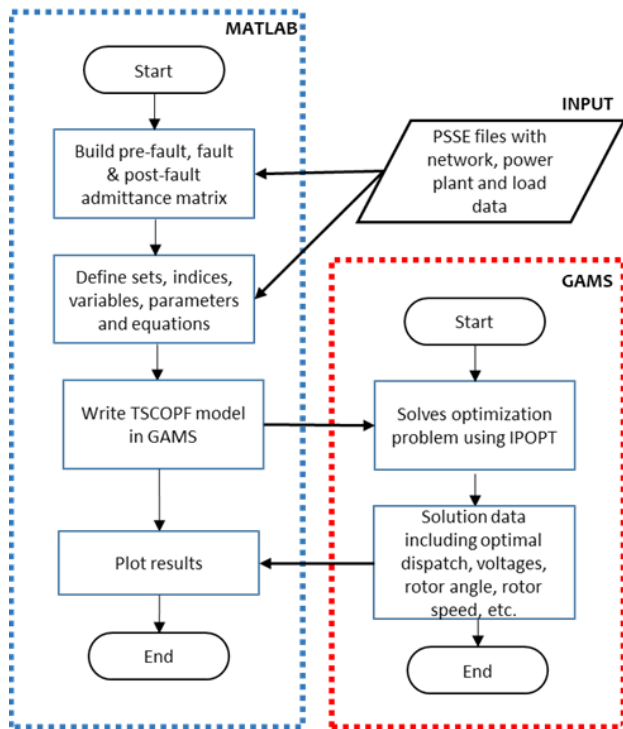 MATLAB
Start
Build pre-fault, fault
& post-fault
admittance matrix
Define sets, indices,
variables, parameters
and equations
Write TSCOPF model
in GAMS
Plot results
End
INPUT
PSSE files with
network, power
plant and load
data
GAMS
Start
Solves optimization
problem using IPOPT
Solution data
including optimal
dispatch, voltages,
rotor angle, rotor
speed, etc.
End